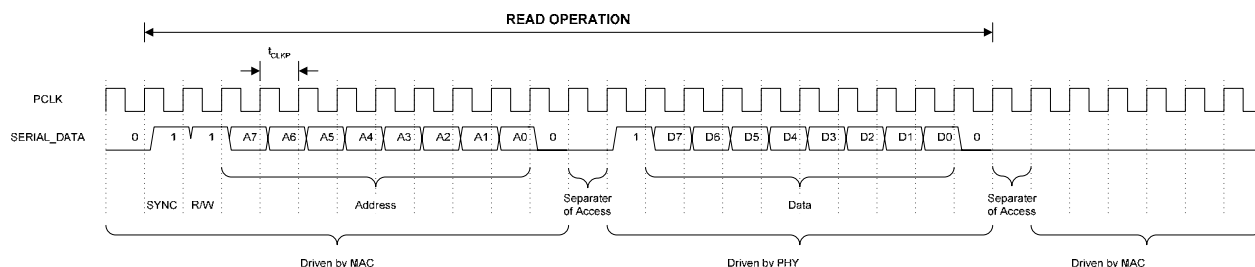 READ OPERATION
tCLKP
PCLK
SERIAL_DATA
0 1 1 A7 A6 A5 A4 A3 A2 A1 A0 0 1 D7 D6 D5 D4 D3 D2 D1 D0 0
SYNC R/W Address Separater of Access Data Separater of Access
Driven by MAC Driven by PHY Driven by MAC